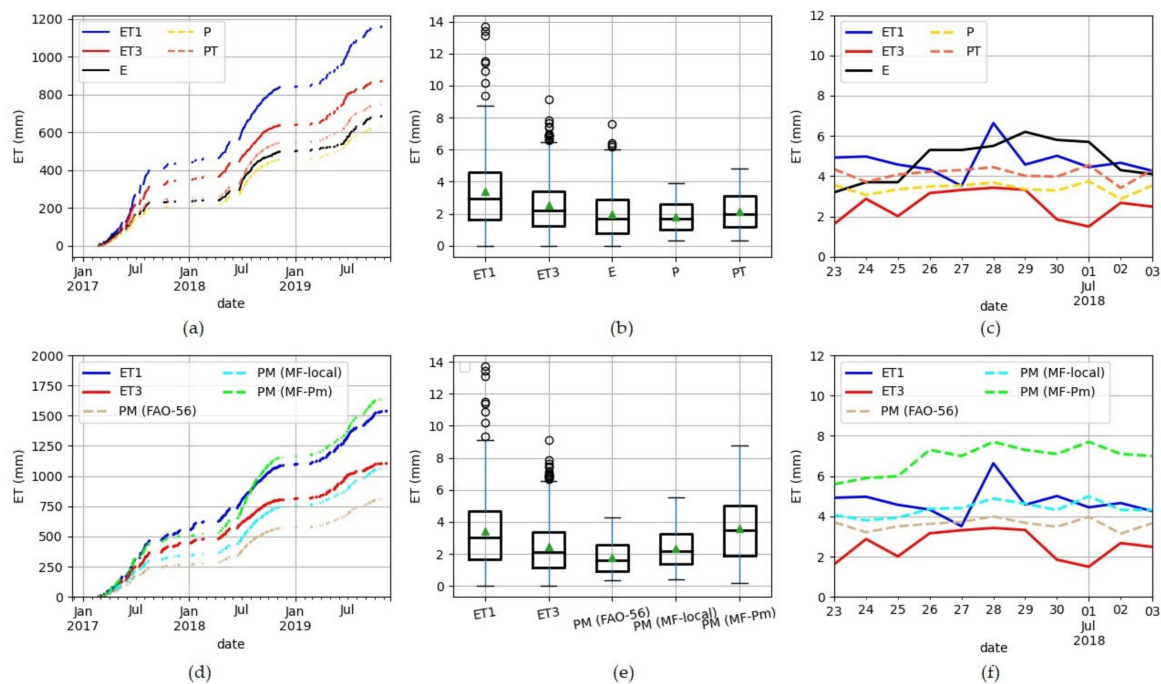 1200
1000
800
600
400
200
0
ET (mm)
ET1
ET3
E
P
PT
Jan
2017
Jul
Jan
2018
Jul
Jan
2019
Jul
date
(a)
14
12
10
8
6
4
2
0
ET (mm)
ET1
ET3
E
P
PT
(b)
12
10
8
6
4
2
0
ET (mm)
ET1
ET3
E
P
PT
23 24 25 26 27 28 29 30 01 02 03
Jul
2018
date
(c)
2000
1750
1500
1250
1000
750
500
250
0
ET (mm)
ET1
ET3
PM (FAO-56)
PM (MF-local)
PM (MF-Pm)
Jan
2017
Jul
Jan
2018
Jul
Jan
2019
Jul
date
(d)
14
12
10
8
6
4
2
0
ET (mm)
ET1
ET3
PM (FAO-56)
PM (MF-local)
PM (MF-Pm)
(e)
12
10
8
6
4
2
0
ET (mm)
ET1
ET3
PM (FAO-56)
PM (MF-local)
PM (MF-Pm)
23 24 25 26 27 28 29 30 01 02 03
Jul
2018
date
(f)